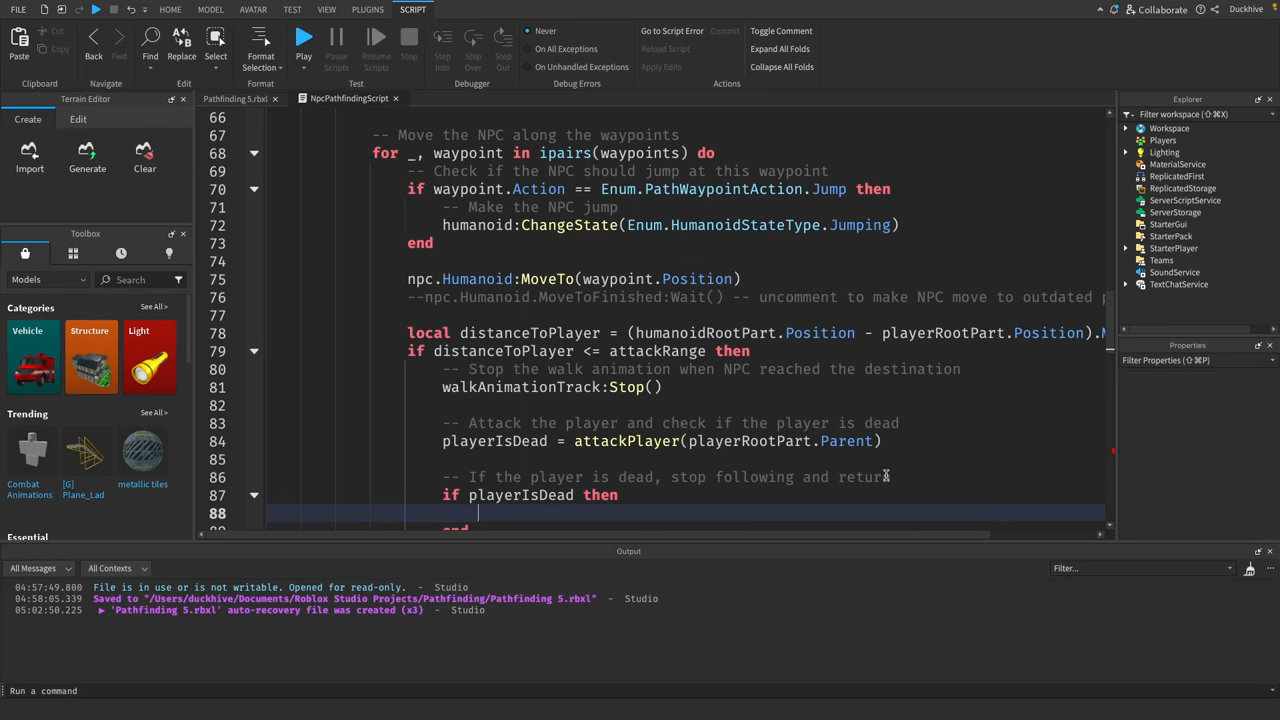 FILE
HOME
MODEL
AVATAR
TEST
VIEW
PLUGINS
SCRIPT
Collaborate
Duckhive
Paste
Cut
Copy
Clipboard
Back
Fwd
Navigate
Find
Replace
Select
Edit
Format
Selection
Format
Play
Pause
Scripts
Resume
Scripts
Stop
Test
Step
Into
Step
Over
Step
Out
Debugger
Never
On All Exceptions
On Unhandled Exceptions
Debug Errors
Go to Script Error
Commit
Reload Script
Apply Edits
Toggle Comment
Expand All Folds
Collapse All Folds
Actions
Terrain Editor
Create
Edit
Import
Generate
Clear
Toolbox
Models
Search
Categories
See All >
Vehicle
Structure
Light
Trending
See All >
Combat
Animations
[G]
Plane_Lad
metallic tiles
Essential
Pathfinding 5.rbxl
NpcPathfindingScript
66
67 -- Move the NPC along the waypoints
68 for _, waypoint in ipairs(waypoints) do
69 -- Check if the NPC should jump at this waypoint
70 if waypoint.Action == Enum.PathWaypointAction.Jump then
71 -- Make the NPC jump
72 humanoid:ChangeState(Enum.HumanoidStateType.Jumping)
73 end
74
75 npc.Humanoid:MoveTo(waypoint.Position)
76 --npc.Humanoid.MoveToFinished:Wait() -- uncomment to make NPC move to outdated
77
78 local distanceToPlayer = (humanoidRootPart.Position - playerRootPart.Position).
79 if distanceToPlayer <= attackRange then
80 -- Stop the walk animation when NPC reached the destination
81 walkAnimationTrack:Stop()
82
83 -- Attack the player and check if the player is dead
84 playerIsDead = attackPlayer(playerRootPart.Parent)
85
86 -- If the player is dead, stop following and return
87 if playerIsDead then
88
end
Explorer
Filter workspace (⇧⌘X)
Workspace
Players
Lighting
MaterialService
ReplicatedFirst
ReplicatedStorage
ServerScriptService
ServerStorage
StarterGui
StarterPack
StarterPlayer
Teams
SoundService
TextChatService
Properties
Filter Properties (⇧⌘P)
Output
All Messages
All Contexts
Filter...
04:57:49.800 File is in use or is not writable. Opened for read-only. - Studio
04:58:05.339 Saved to "/Users/duckhive/Documents/Roblox Studio Projects/Pathfinding/Pathfinding 5.rbxl" - Studio
05:02:50.225 ▶ 'Pathfinding 5.rbxl' auto-recovery file was created (x3) - Studio
Run a command